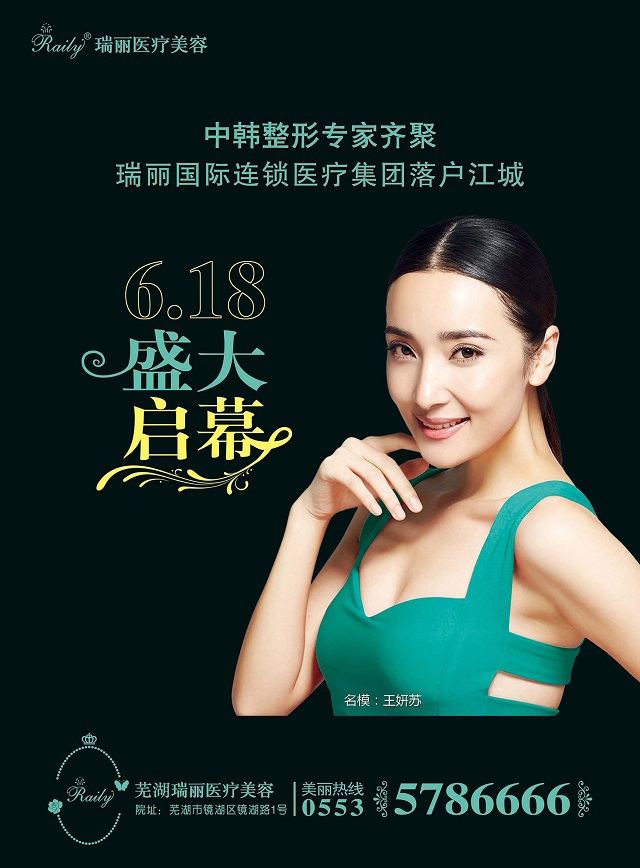 Raily® 瑞丽医疗美容
中韩整形专家齐聚
瑞丽国际连锁医疗集团落户江城
6.18
盛大
启幕
名模：王妍苏
Raily
芜湖瑞丽医疗美容
院址：芜湖市镜湖区镜湖路1号
美丽热线
0553 5786666